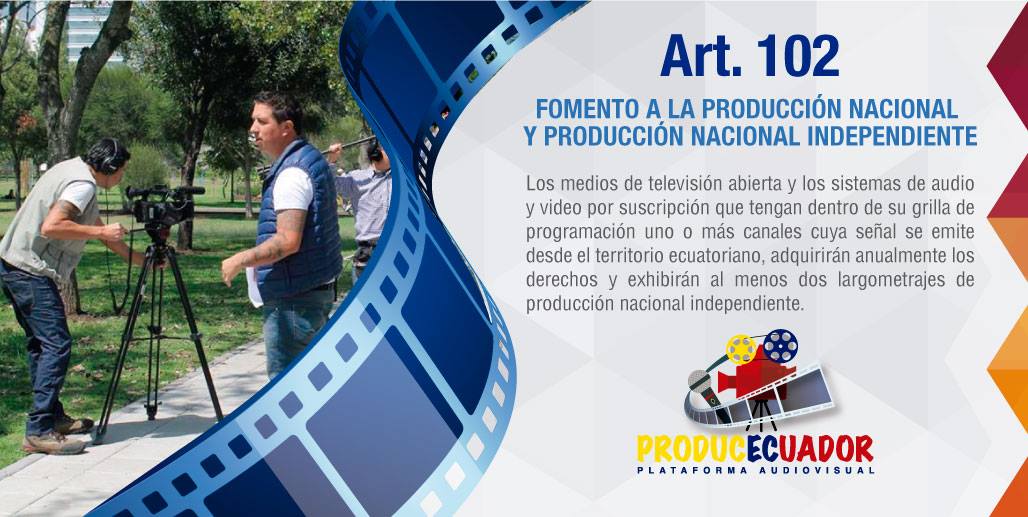 Art. 102
FOMENTO A LA PRODUCCIÓN NACIONAL
Y PRODUCCIÓN NACIONAL INDEPENDIENTE
Los medios de televisión abierta y los sistemas de audio
y video por suscripción que tengan dentro de su grilla de
programación uno o más canales cuya señal se emite
desde el territorio ecuatoriano, adquirirán anualmente los
derechos y exhibirán al menos dos largometrajes de
producción nacional independiente.
PRODUCECUADOR
PLATAFORMA AUDIOVISUAL